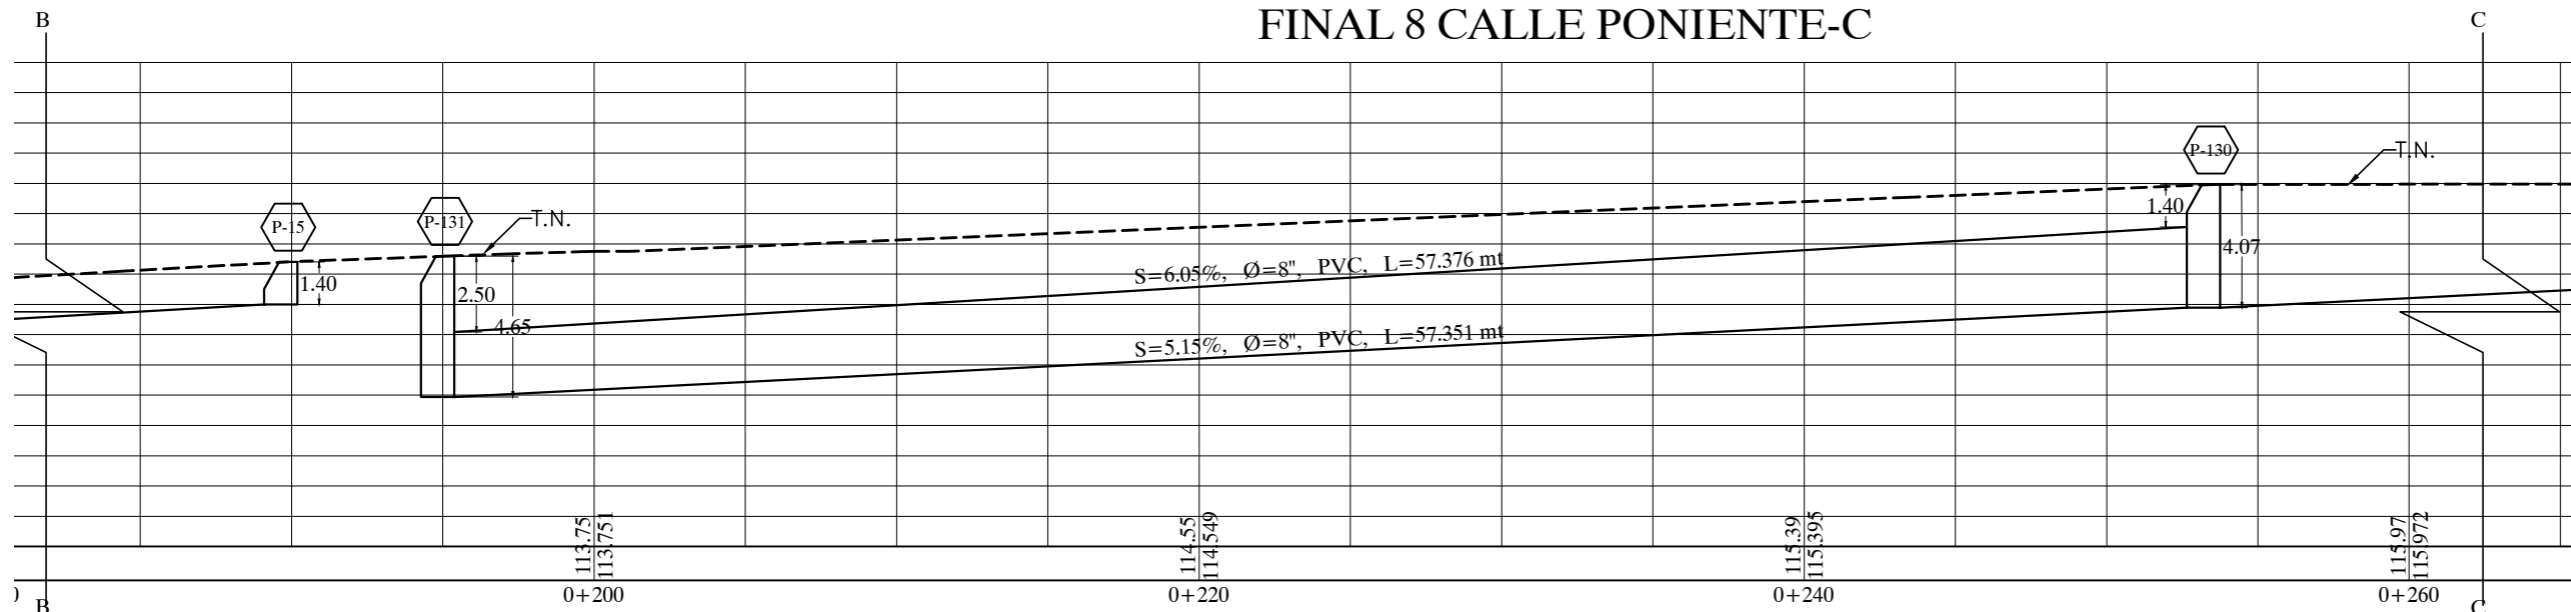 FINAL 8 CALLE PONIENTE-C
B
C
P-130
T.N.
P-15
P-131
T.N.
1.40
4.07
1.40
2.50
4.65
S=6.05%, Ø=8", PVC, L=57.376 mt
S=5.15%, Ø=8", PVC, L=57.351 mt
113.75
113.751
114.55
114.549
115.39
115.395
115.97
115.972
0+200
0+220
0+240
0+260
B
C